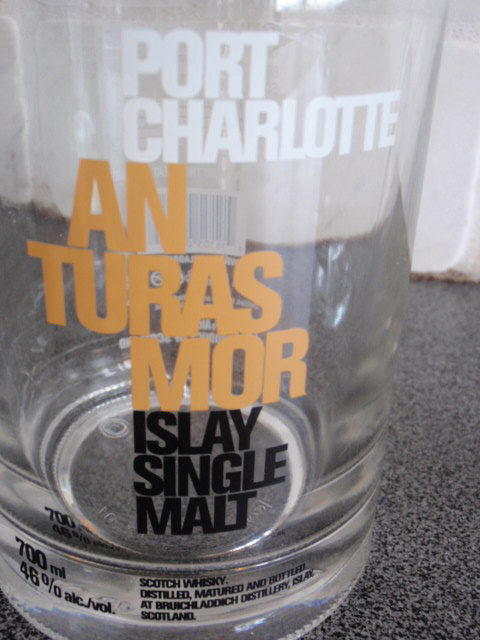 PORT
CHARLOTTE
AN
TURAS
MOR
ISLAY
SINGLE
MALT
700 ml
46% alc./vol.
SCOTCH WHISKY.
DISTILLED, MATURED AND BOTTLED
AT BRUICHLADDICH DISTILLERY, ISLAY,
SCOTLAND.